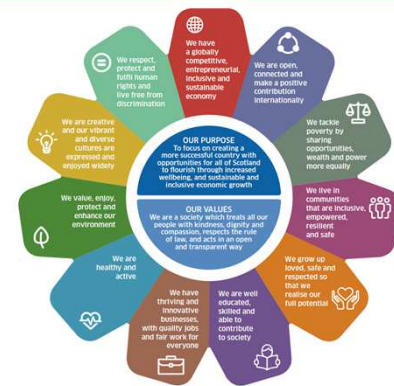 We have
a globally
competitive,
entrepreneurial,
inclusive and
sustainable
economy
We are open,
connected and
make a positive
contribution
internationally
We tackle
poverty by
sharing
opportunities,
wealth and power
more equally
We live in
communities
that are inclusive,
empowered,
resilient
and safe
We grow up
loved, safe and
respected so
that we
realise our
full potential
We are well
educated,
skilled and
able to
contribute
to society
We have
thriving and
innovative
businesses,
with quality jobs
and fair work for
everyone
We are
healthy and
active
We value, enjoy,
protect and
enhance our
environment
We are creative
and our vibrant
and diverse
cultures are
expressed and
enjoyed widely
We respect,
protect and
fulfil human
rights and
live free from
discrimination
OUR PURPOSE
To focus on creating a
more successful country with
opportunities for all of Scotland
to flourish through increased
wellbeing, and sustainable and
inclusive economic growth
OUR VALUES
We are a society which treats all our
people with kindness, dignity and
compassion, respects the rule
of law, and acts in an open
and transparent way